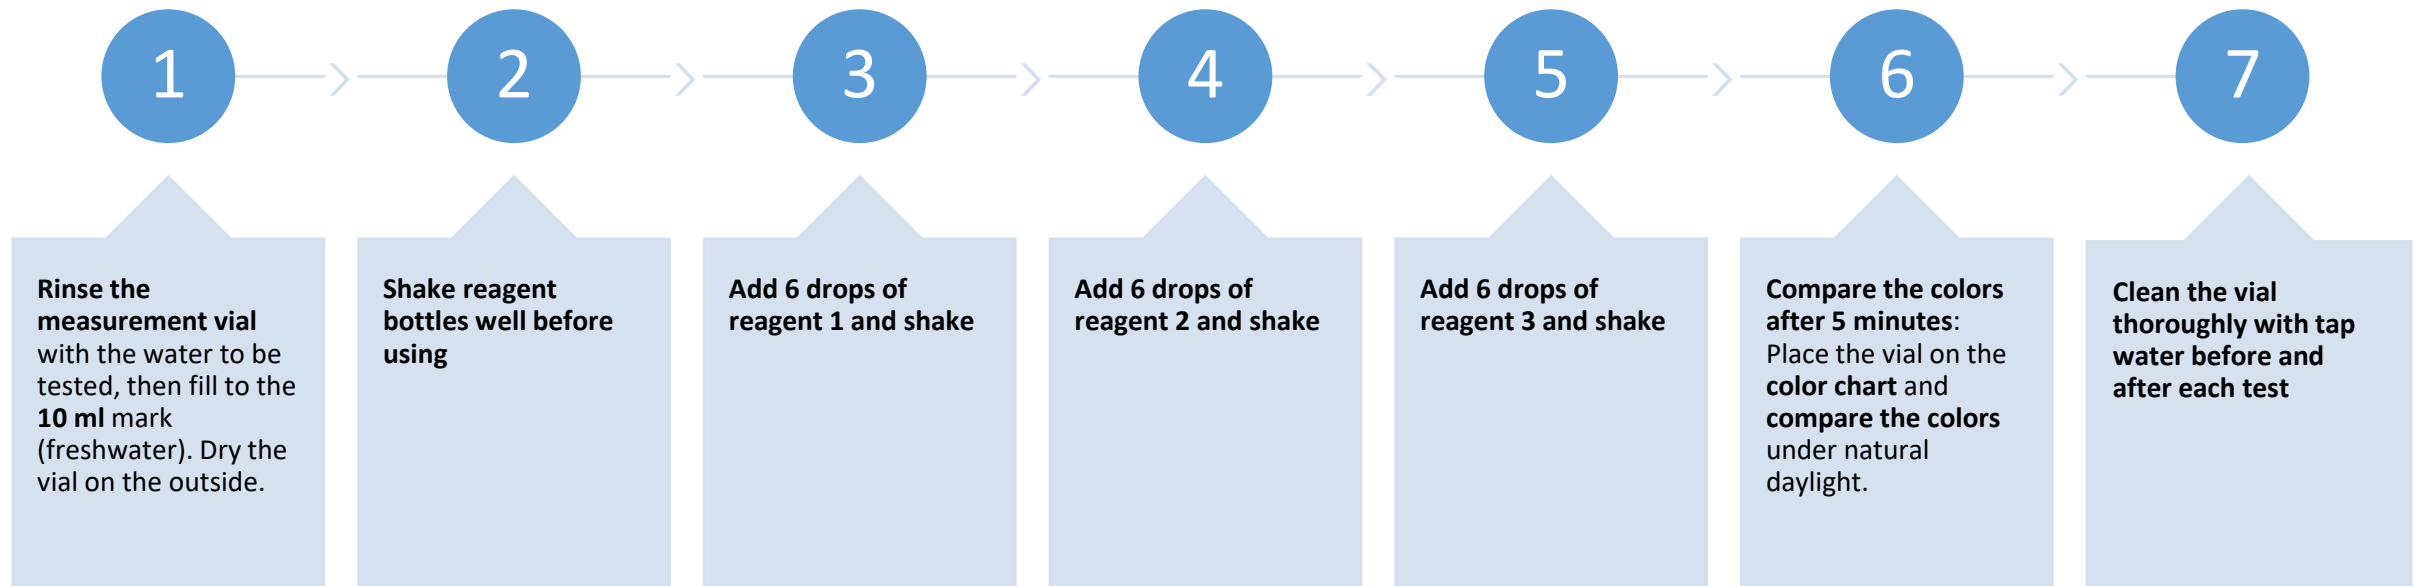 1
2
3
4
5
6
7
Rinse the
measurement vial
with the water to be
tested, then fill to the
10 ml mark
(freshwater). Dry the
vial on the outside.
Shake reagent
bottles well before
using
Add 6 drops of
reagent 1 and shake
Add 6 drops of
reagent 2 and shake
Add 6 drops of
reagent 3 and shake
Compare the colors
after 5 minutes:
Place the vial on the
color chart and
compare the colors
under natural
daylight.
Clean the vial
thoroughly with tap
water before and
after each test